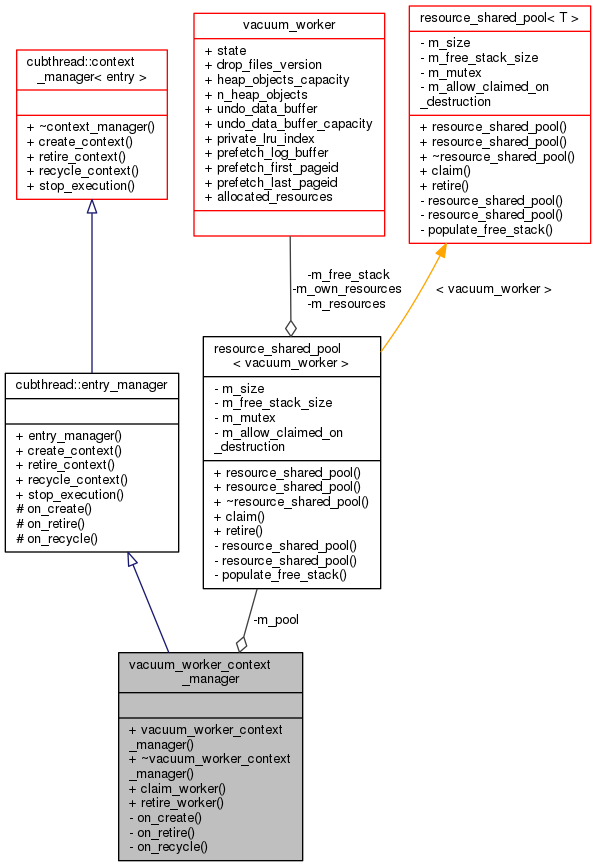 vacuum_worker
+ state
+ drop_files_version
+ heap_objects_capacity
+ n_heap_objects
+ undo_data_buffer
+ undo_data_buffer_capacity
+ private_lru_index
+ prefetch_log_buffer
+ prefetch_first_pageid
+ prefetch_last_pageid
+ allocated_resources
resource_shared_pool< T >
- m_size
- m_free_stack_size
- m_mutex
- m_allow_claimed_on
_destruction
+ resource_shared_pool()
+ resource_shared_pool()
+ ~resource_shared_pool()
+ claim()
+ retire()
- resource_shared_pool()
- resource_shared_pool()
- populate_free_stack()
cubthread::context
_manager< entry >
+ ~context_manager()
+ create_context()
+ retire_context()
+ recycle_context()
+ stop_execution()
-m_free_stack
-m_own_resources
-m_resources
< vacuum_worker >
resource_shared_pool
< vacuum_worker >
- m_size
- m_free_stack_size
- m_mutex
- m_allow_claimed_on
_destruction
+ resource_shared_pool()
+ resource_shared_pool()
+ ~resource_shared_pool()
+ claim()
+ retire()
- resource_shared_pool()
- resource_shared_pool()
- populate_free_stack()
cubthread::entry_manager
+ entry_manager()
+ create_context()
+ retire_context()
+ recycle_context()
+ stop_execution()
# on_create()
# on_retire()
# on_recycle()
-m_pool
vacuum_worker_context
_manager
+ vacuum_worker_context
_manager()
+ ~vacuum_worker_context
_manager()
+ claim_worker()
+ retire_worker()
- on_create()
- on_retire()
- on_recycle()